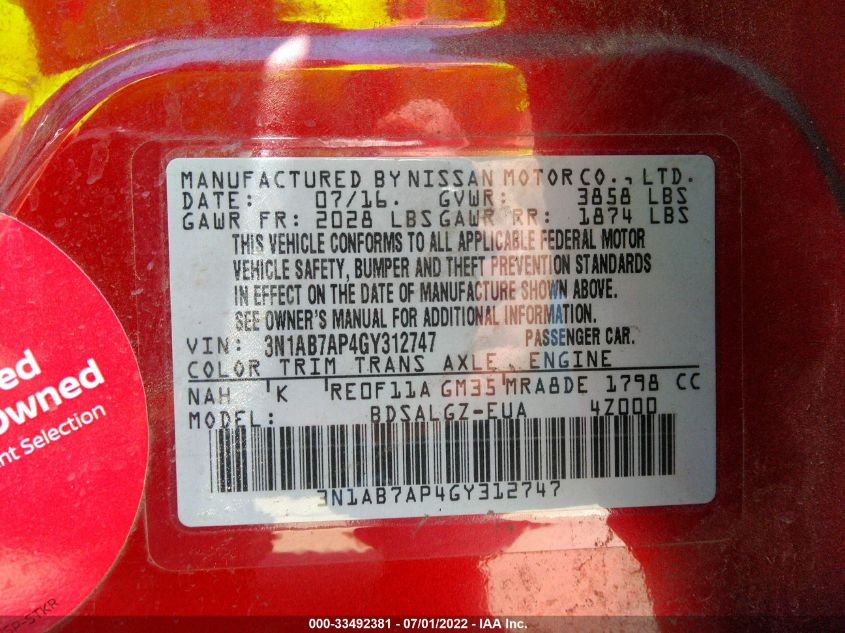 MANUFACTURED BY NISSAN MOTOR CO., LTD.
DATE: 07/16. GVWR: 3858 LBS
GAWR FR: 2028 LBS GAWR RR: 1874 LBS
THIS VEHICLE CONFORMS TO ALL APPLICABLE FEDERAL MOTOR
VEHICLE SAFETY, BUMPER AND THEFT PREVENTION STANDARDS
IN EFFECT ON THE DATE OF MANUFACTURE SHOWN ABOVE.
SEE OWNER'S MANUAL FOR ADDITIONAL INFORMATION.
VIN: 3N1AB7AP4GY312747 PASSENGER CAR.
COLOR TRIM TRANS AXLE ENGINE
NAH K RE0F11A GM35 MRA8DE 1798 CC
MODEL: BDSALGZ-EUA 4Z000
3N1AB7AP4GY312747
Owned
Selection
000-33492381 - 07/01/2022 - IAA Inc.